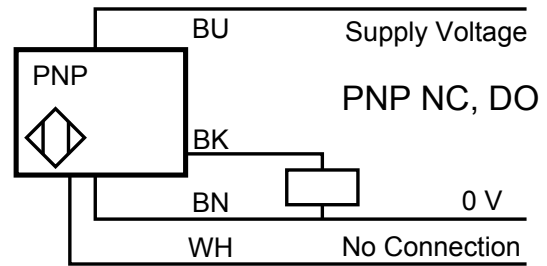 BU Supply Voltage
PNP
PNP NC, DO
BK
BN 0 V
WH No Connection